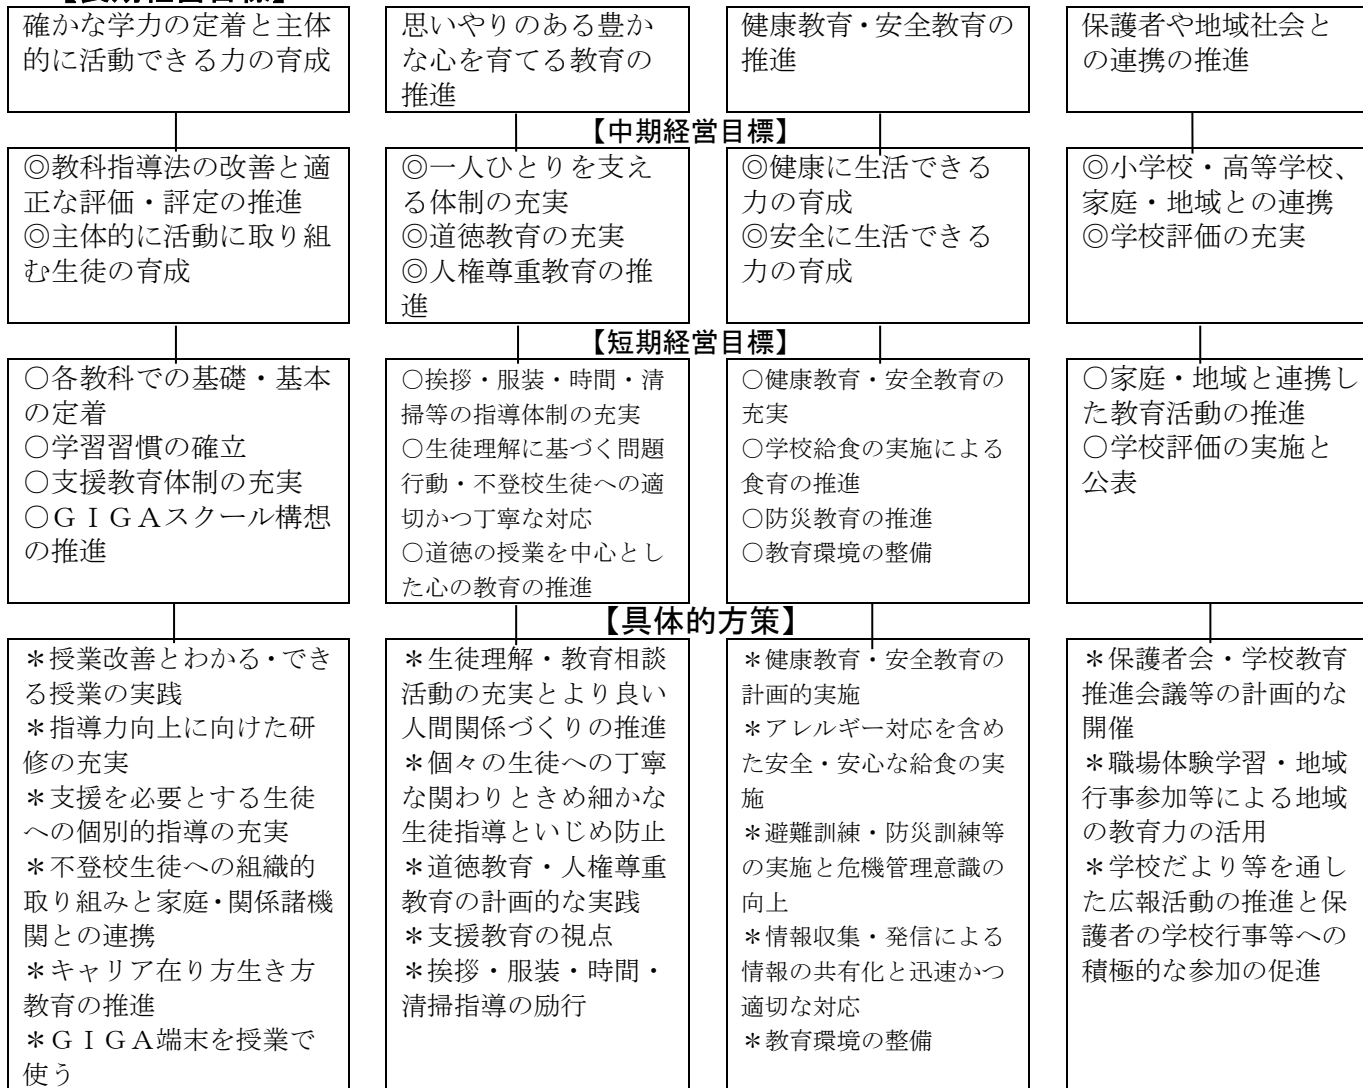 【長期経営目標】
確かな学力の定着と主体
的に活動できる力の育成
思いやりのある豊か
な心を育てる教育の
推進
健康教育・安全教育の
推進
保護者や地域社会と
の連携の推進
【中期経営目標】
◎教科指導法の改善と適
正な評価・評定の推進
◎主体的に活動に取り組
む生徒の育成
◎一人ひとりを支え
る体制の充実
◎道徳教育の充実
◎人権尊重教育の推
進
◎健康に生活できる
力の育成
◎安全に生活できる
力の育成
◎小学校・高等学校、
家庭・地域との連携
◎学校評価の充実
【短期経営目標】
○各教科での基礎・基本
の定着
○学習習慣の確立
○支援教育体制の充実
○ＧＩＧＡスクール構想
の推進
○挨拶・服装・時間・清
掃等の指導体制の充実
○生徒理解に基づく問題
行動・不登校生徒への適
切かつ丁寧な対応
○道徳の授業を中心とし
た心の教育の推進
○健康教育・安全教育の
充実
○学校給食の実施による
食育の推進
○防災教育の推進
○教育環境の整備
○家庭・地域と連携し
た教育活動の推進
○学校評価の実施と
公表
【具体的方策】
＊授業改善とわかる・でき
る授業の実践
＊指導力向上に向けた研
修の充実
＊支援を必要とする生徒
への個別的指導の充実
＊不登校生徒への組織的
取り組みと家庭・関係諸機
関との連携
＊キャリア在り方生き方
教育の推進
＊ＧＩＧＡ端末を授業で
使う
＊生徒理解・教育相談
活動の充実とより良い
人間関係づくりの推進
＊個々の生徒への丁寧
な関わりときめ細かな
生徒指導といじめ防止
＊道徳教育・人権尊重
教育の計画的な実践
＊支援教育の視点
＊挨拶・服装・時間・
清掃指導の励行
＊健康教育・安全教育の
計画的実施
＊アレルギー対応を含め
た安全・安心な給食の実
施
＊避難訓練・防災訓練等
の実施と危機管理意識の
向上
＊情報収集・発信による
情報の共有化と迅速かつ
適切な対応
＊教育環境の整備
＊保護者会・学校教育
推進会議等の計画的な
開催
＊職場体験学習・地域
行事参加等による地域
の教育力の活用
＊学校だより等を通し
た広報活動の推進と保
護者の学校行事等への
積極的な参加の促進